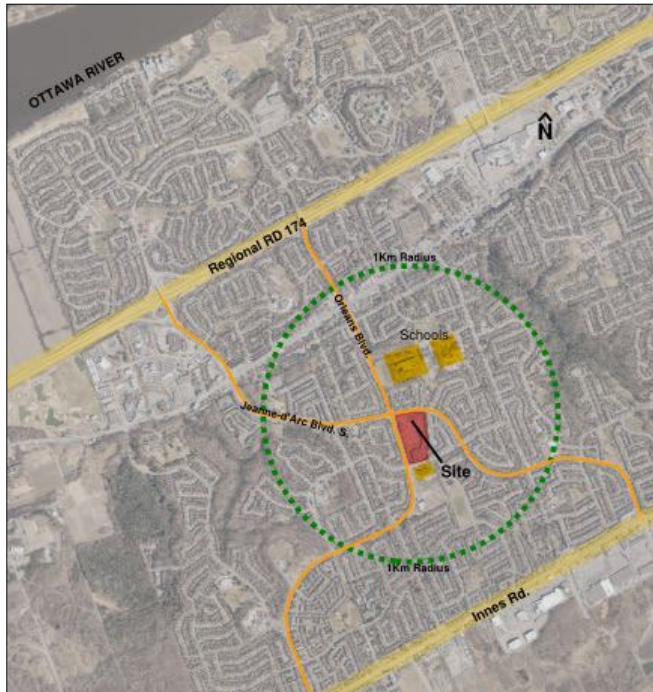 OTTAWA RIVER
N
Regional RD 174
1Km Radius
Orleans Blvd.
Schools
Jeanne-d'Arc Blvd. S.
Site
1Km Radius
Innes Rd.